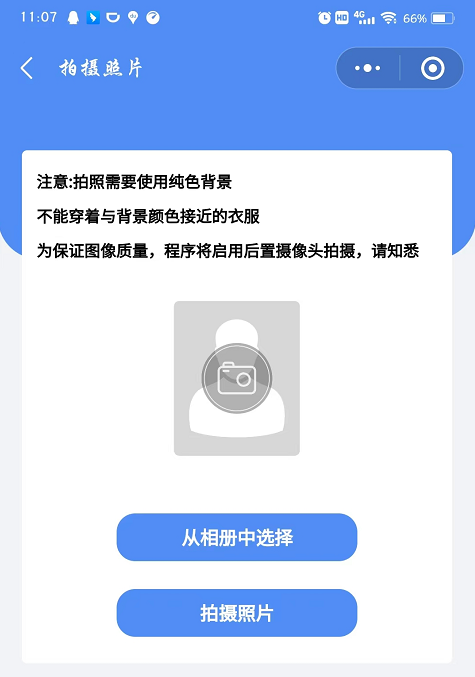 11:07
HD 4G 66%
拍摄照片
注意:拍照需要使用纯色背景
不能穿着与背景颜色接近的衣服
为保证图像质量，程序将启用后置摄像头拍摄，请知悉
从相册中选择
拍摄照片